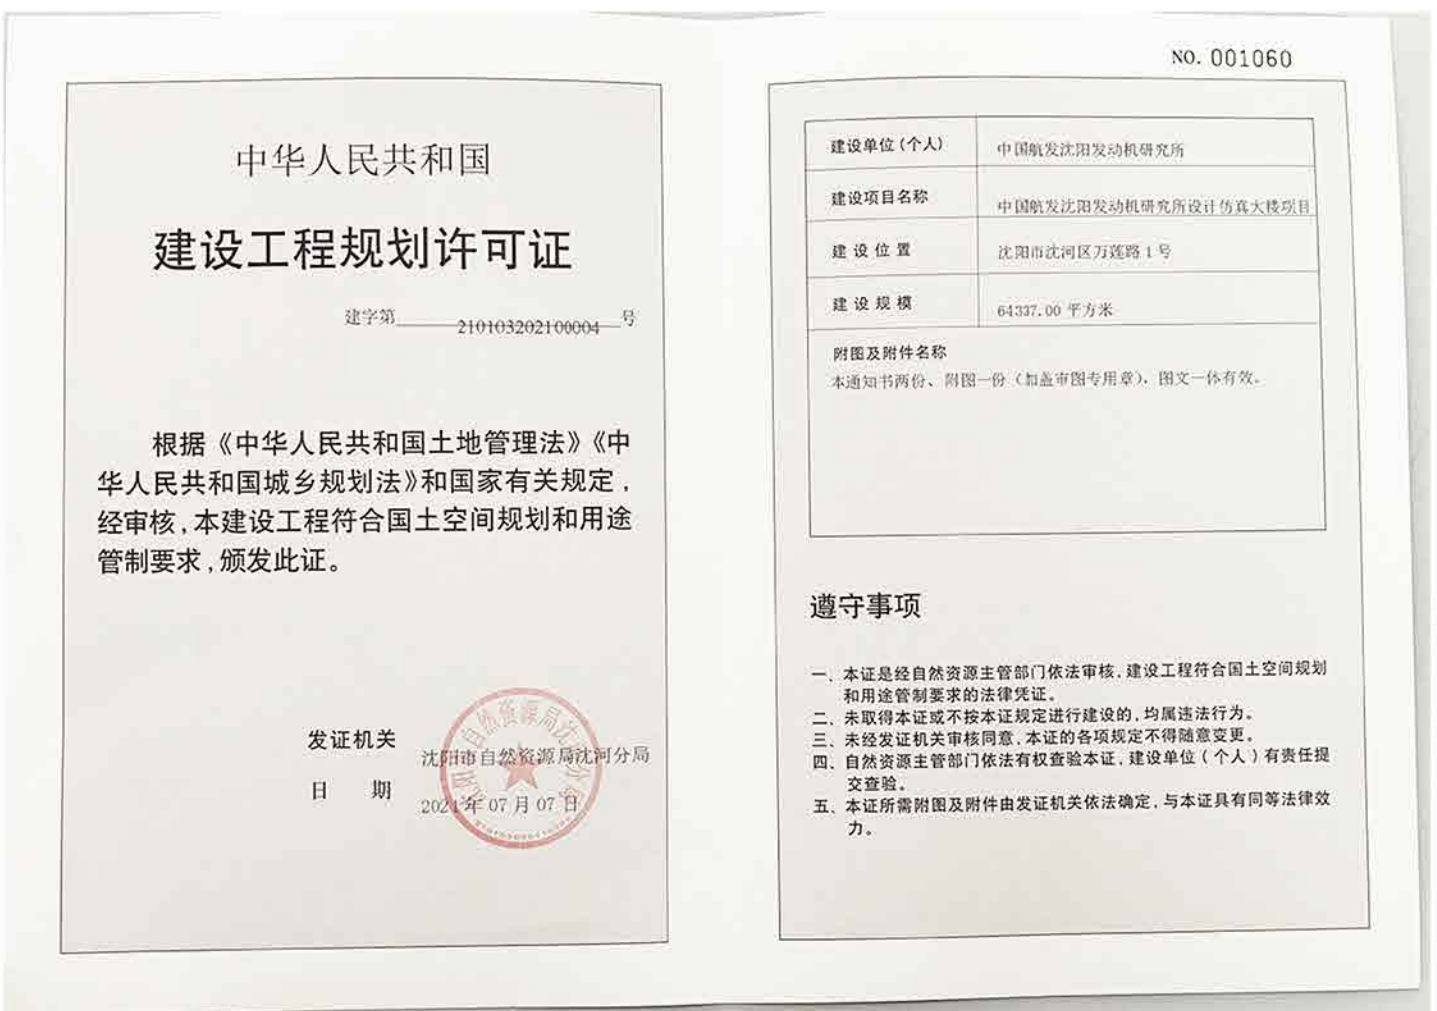 中华人民共和国
建设工程规划许可证
建字第 210103202100004 号
根据《中华人民共和国土地管理法》《中
华人民共和国城乡规划法》和国家有关规定，
经审核，本建设工程符合国土空间规划和用途
管制要求，颁发此证。
发证机关
沈阳市自然资源局沈河分局
日 期
2021年 07 月 07 日
NO. 001060
建设单位(个人) 中国航发沈阳发动机研究所
建设项目名称 中国航发沈阳发动机研究所设计仿真大楼项目
建设位置 沈阳市沈河区万莲路 1 号
建设规模 64337.00 平方米
附图及附件名称
本通知书两份、附图一份（加盖审图专用章），图文一体有效。
遵守事项
一、本证是经自然资源主管部门依法审核，建设工程符合国土空间规划
和用途管制要求的法律凭证。
二、未取得本证或不按本证规定进行建设的，均属违法行为。
三、未经发证机关审核同意，本证的各项规定不得随意变更。
四、自然资源主管部门依法有权查验本证，建设单位（个人）有责任提
交查验。
五、本证所需附图及附件由发证机关依法确定，与本证具有同等法律效
力。